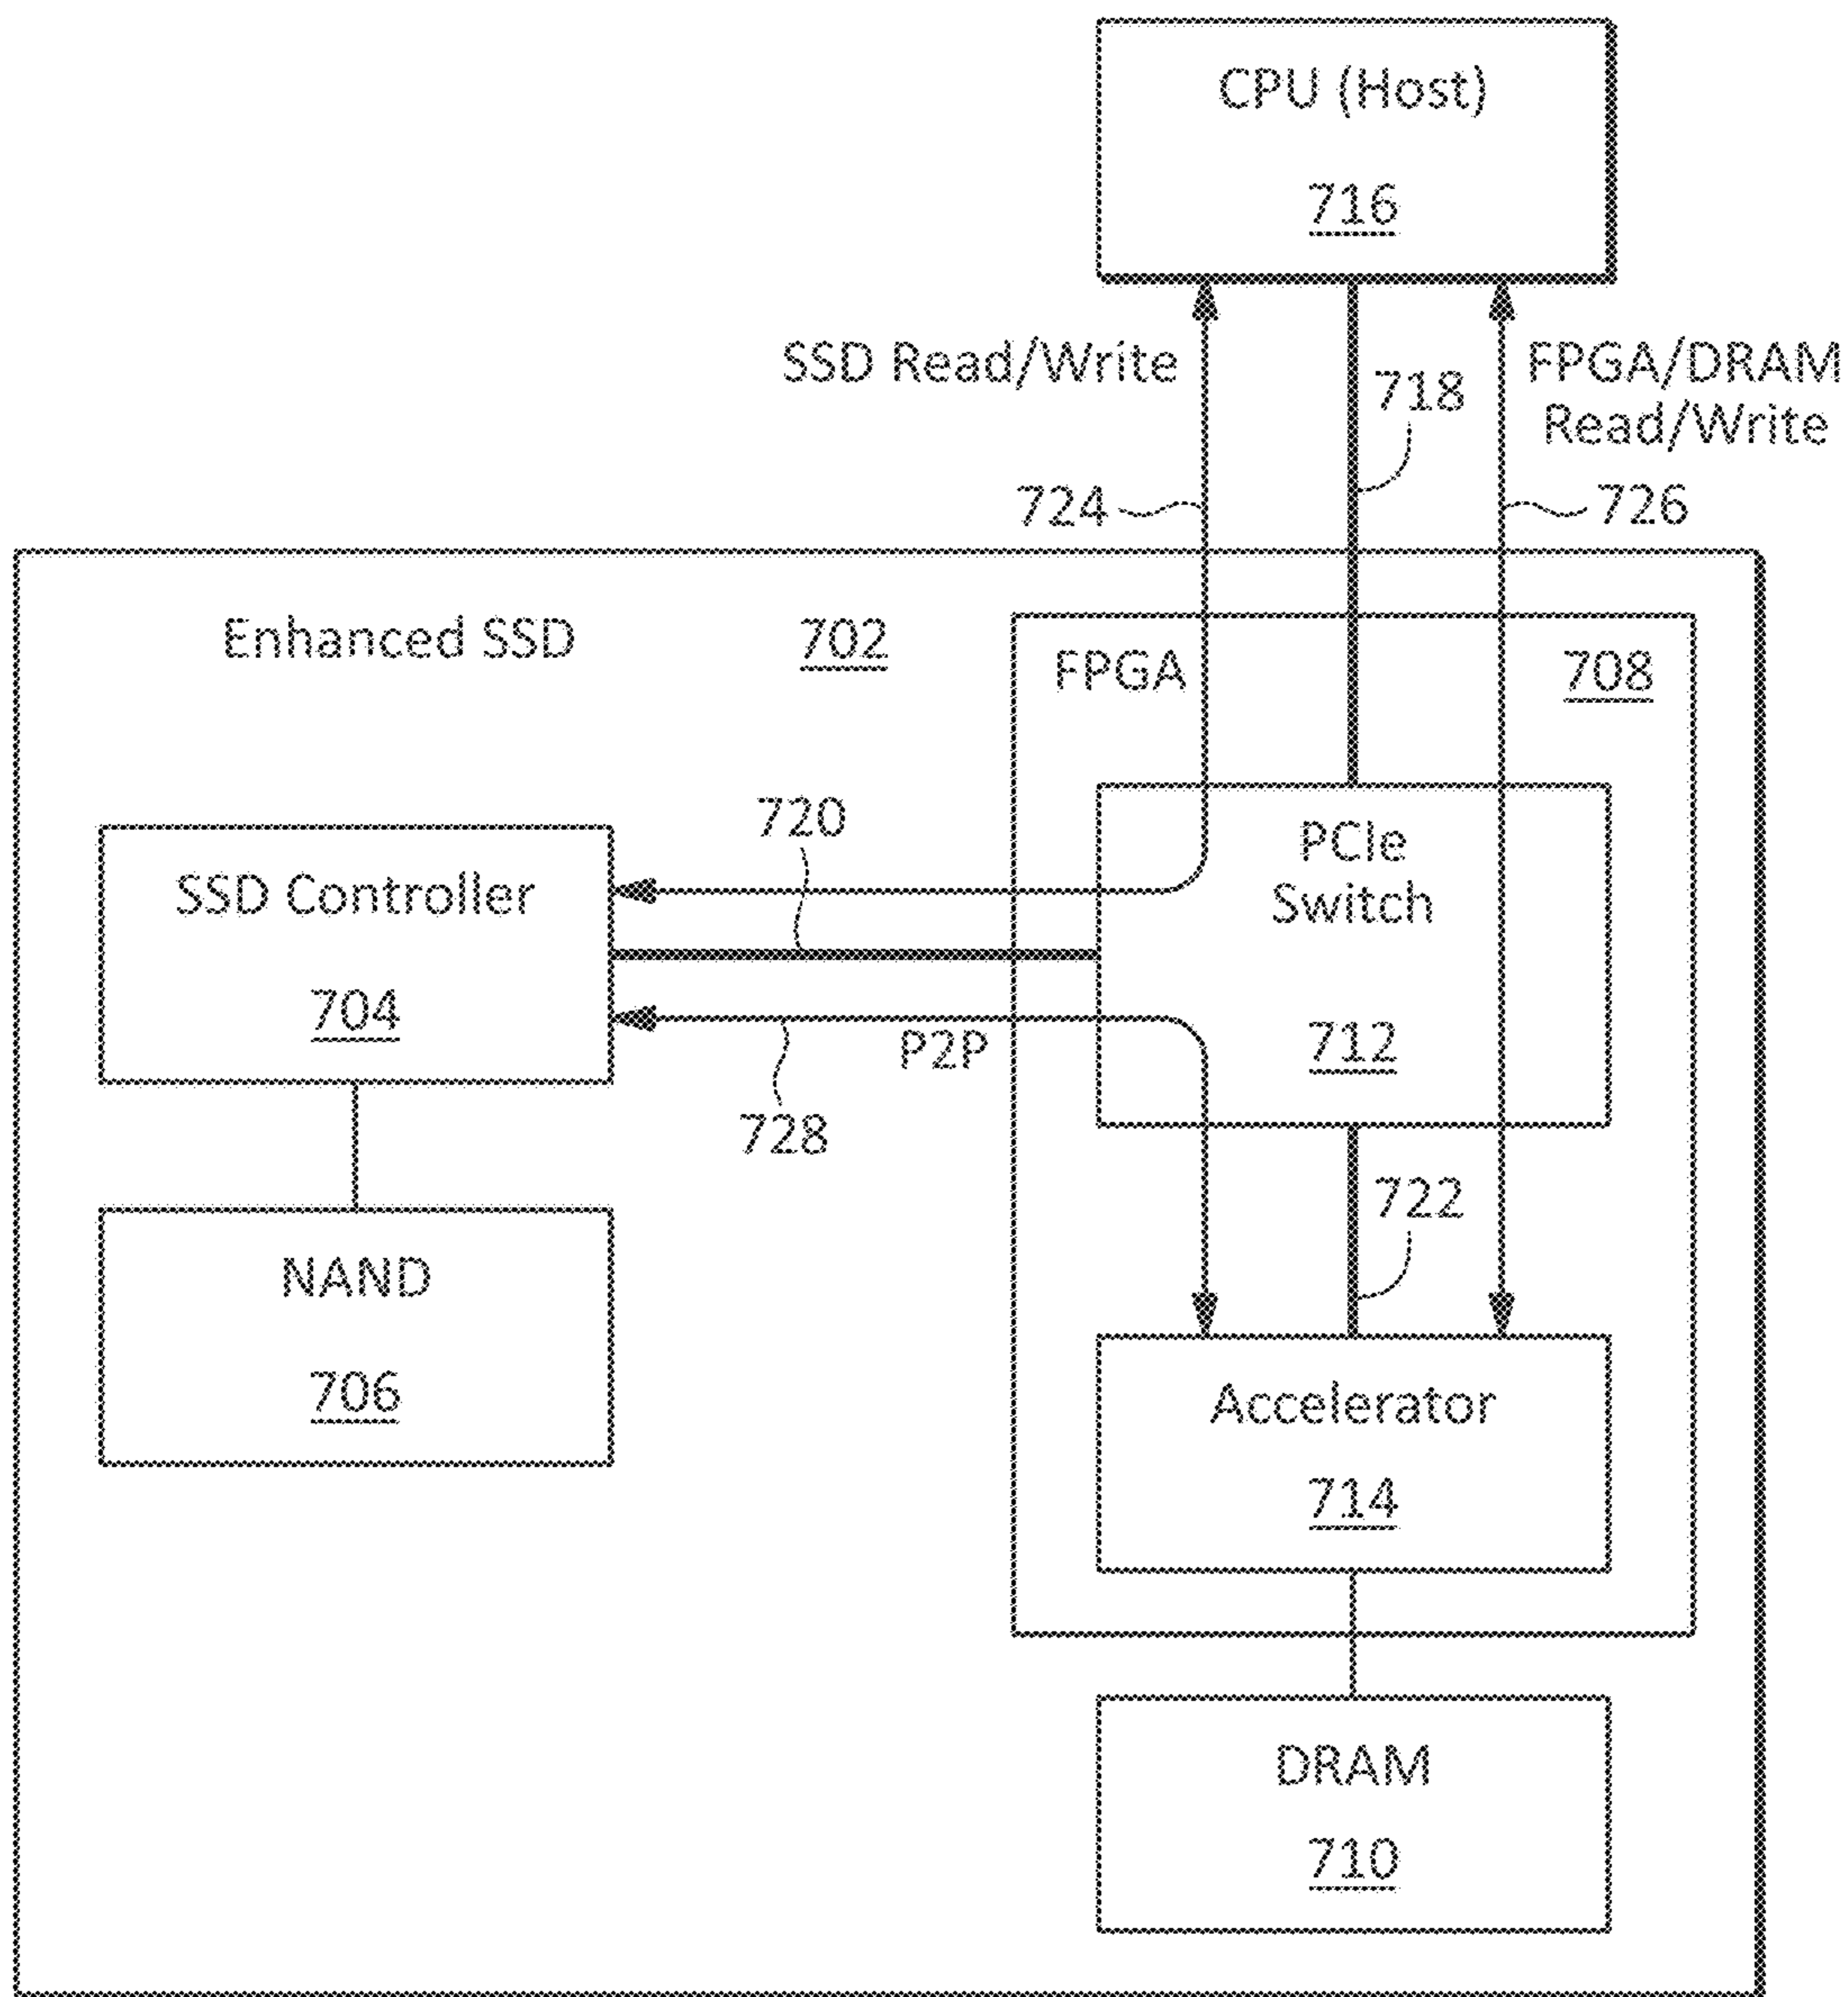 CPU (Host)
716
SSD Read/Write
718
FPGA/DRAM
Read/Write
724
726
Enhanced SSD
702
FPGA
708
720
PCIe
Switch
712
SSD Controller
704
P2P
728
722
NAND
706
Accelerator
714
DRAM
710